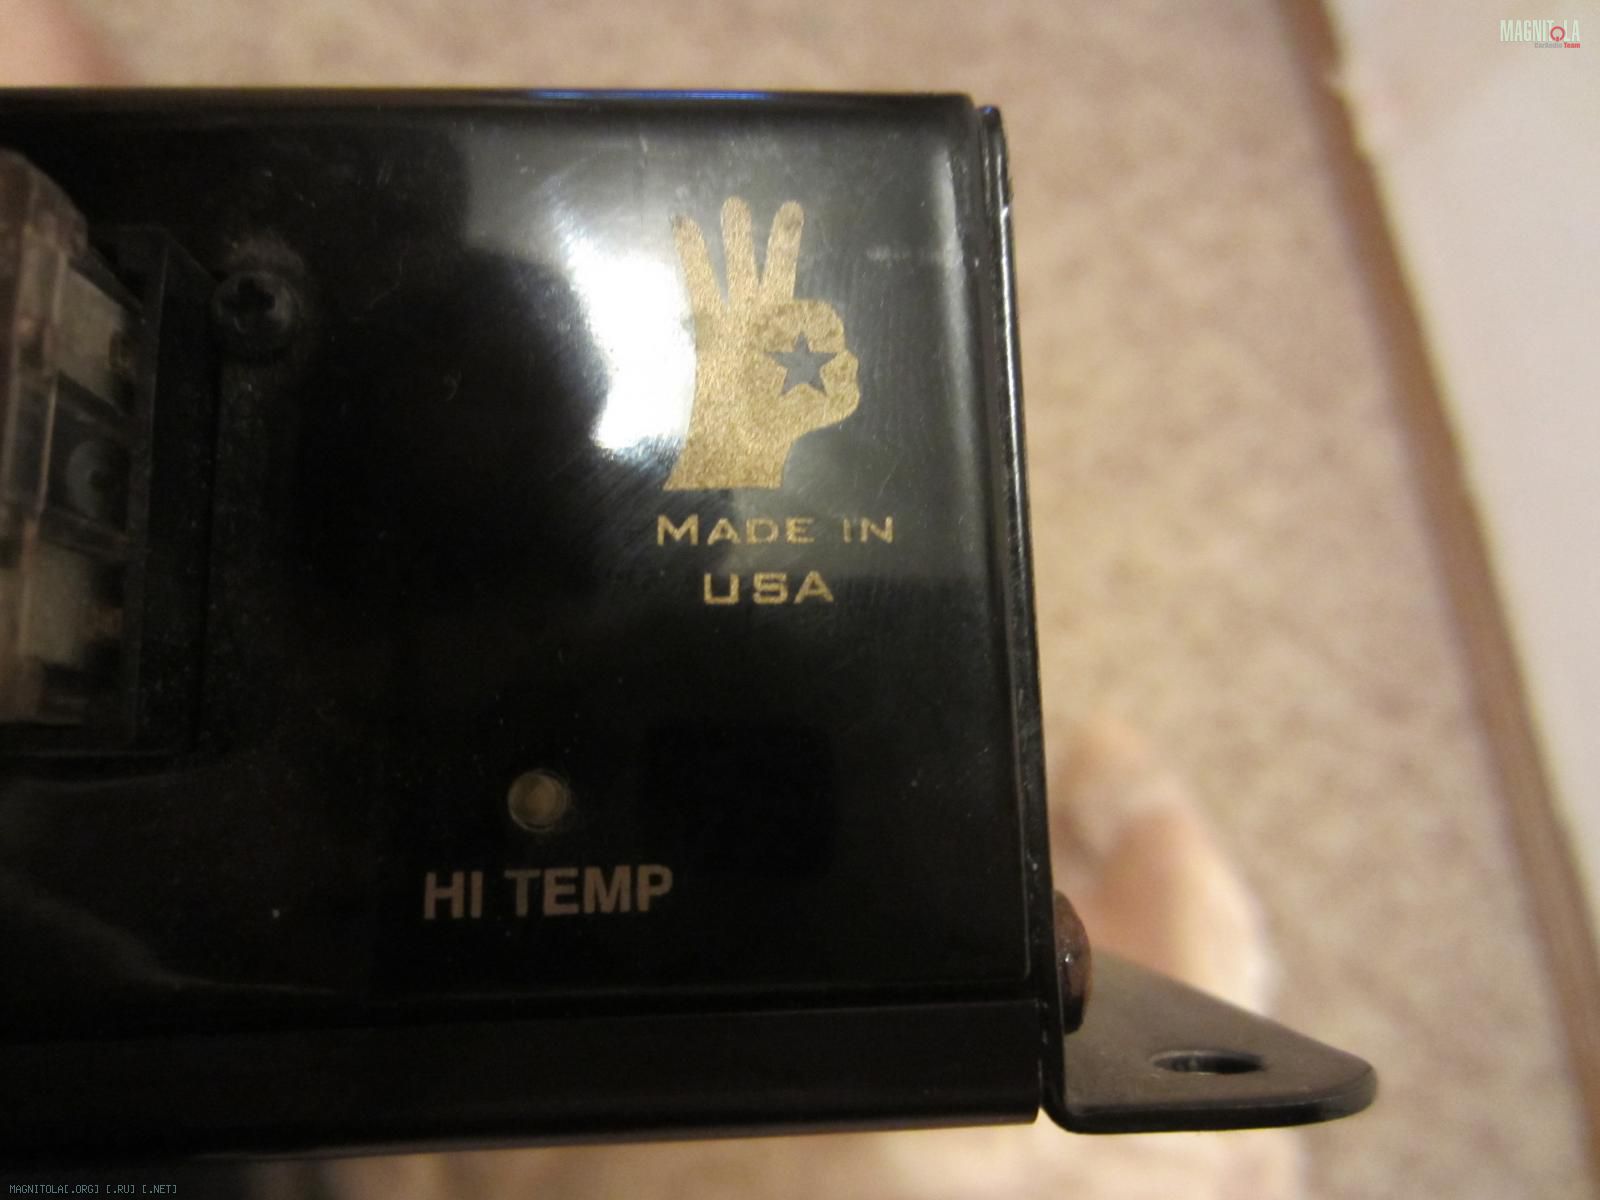 MAGNITOLA
CarAudio Team
MADE IN
USA
HI TEMP
MAGNITOLA[.ORG] [.RU] [.NET]